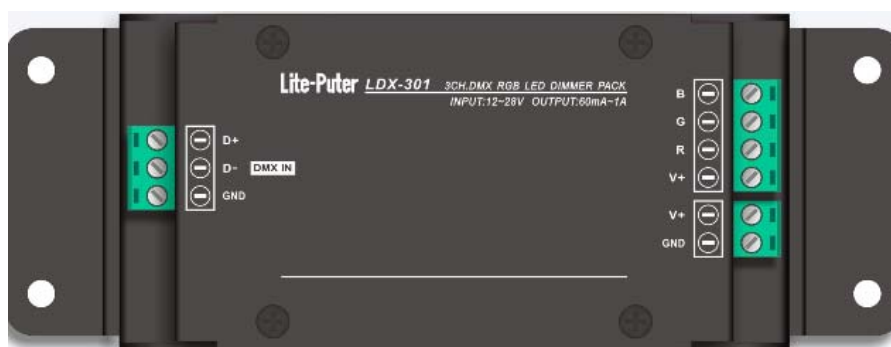 Lite-Puter LDX-301 3CH.DMX RGB LED DIMMER PACK
INPUT:12~28V OUTPUT:60mA~1A
D+
D- DMX IN
GND
B
G
R
V+
V+
GND